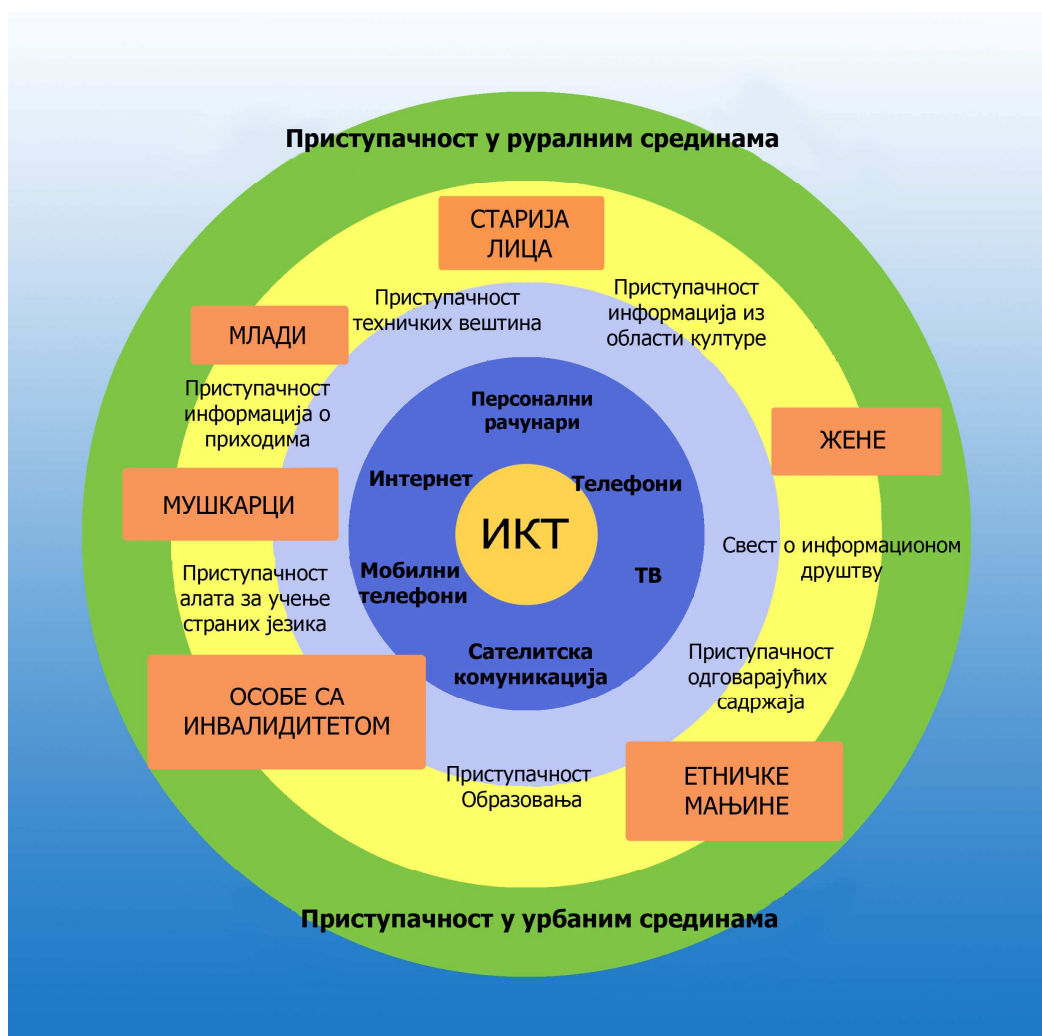 Приступачност у руралним срединама
СТАРИЈА
ЛИЦА
Приступачност
техничких вештина
Приступачност
информација из
области културе
МЛАДИ
Приступачност
информација о
приходима
Персонални
рачунари
ЖЕНЕ
МУШКАРЦИ
Интернет
Телефони
ИКТ
Свест о информационом
друштву
Приступачност
алата за учење
страних језика
Мобилни
телефони
ТВ
Сателитска
комуникација
Приступачност
одговарајућих
садржаја
ОСОБЕ СА
ИНВАЛИДИТЕТОМ
Приступачност
Образовања
ЕТНИЧКЕ
МАЊИНЕ
Приступачност у урбаним срединама